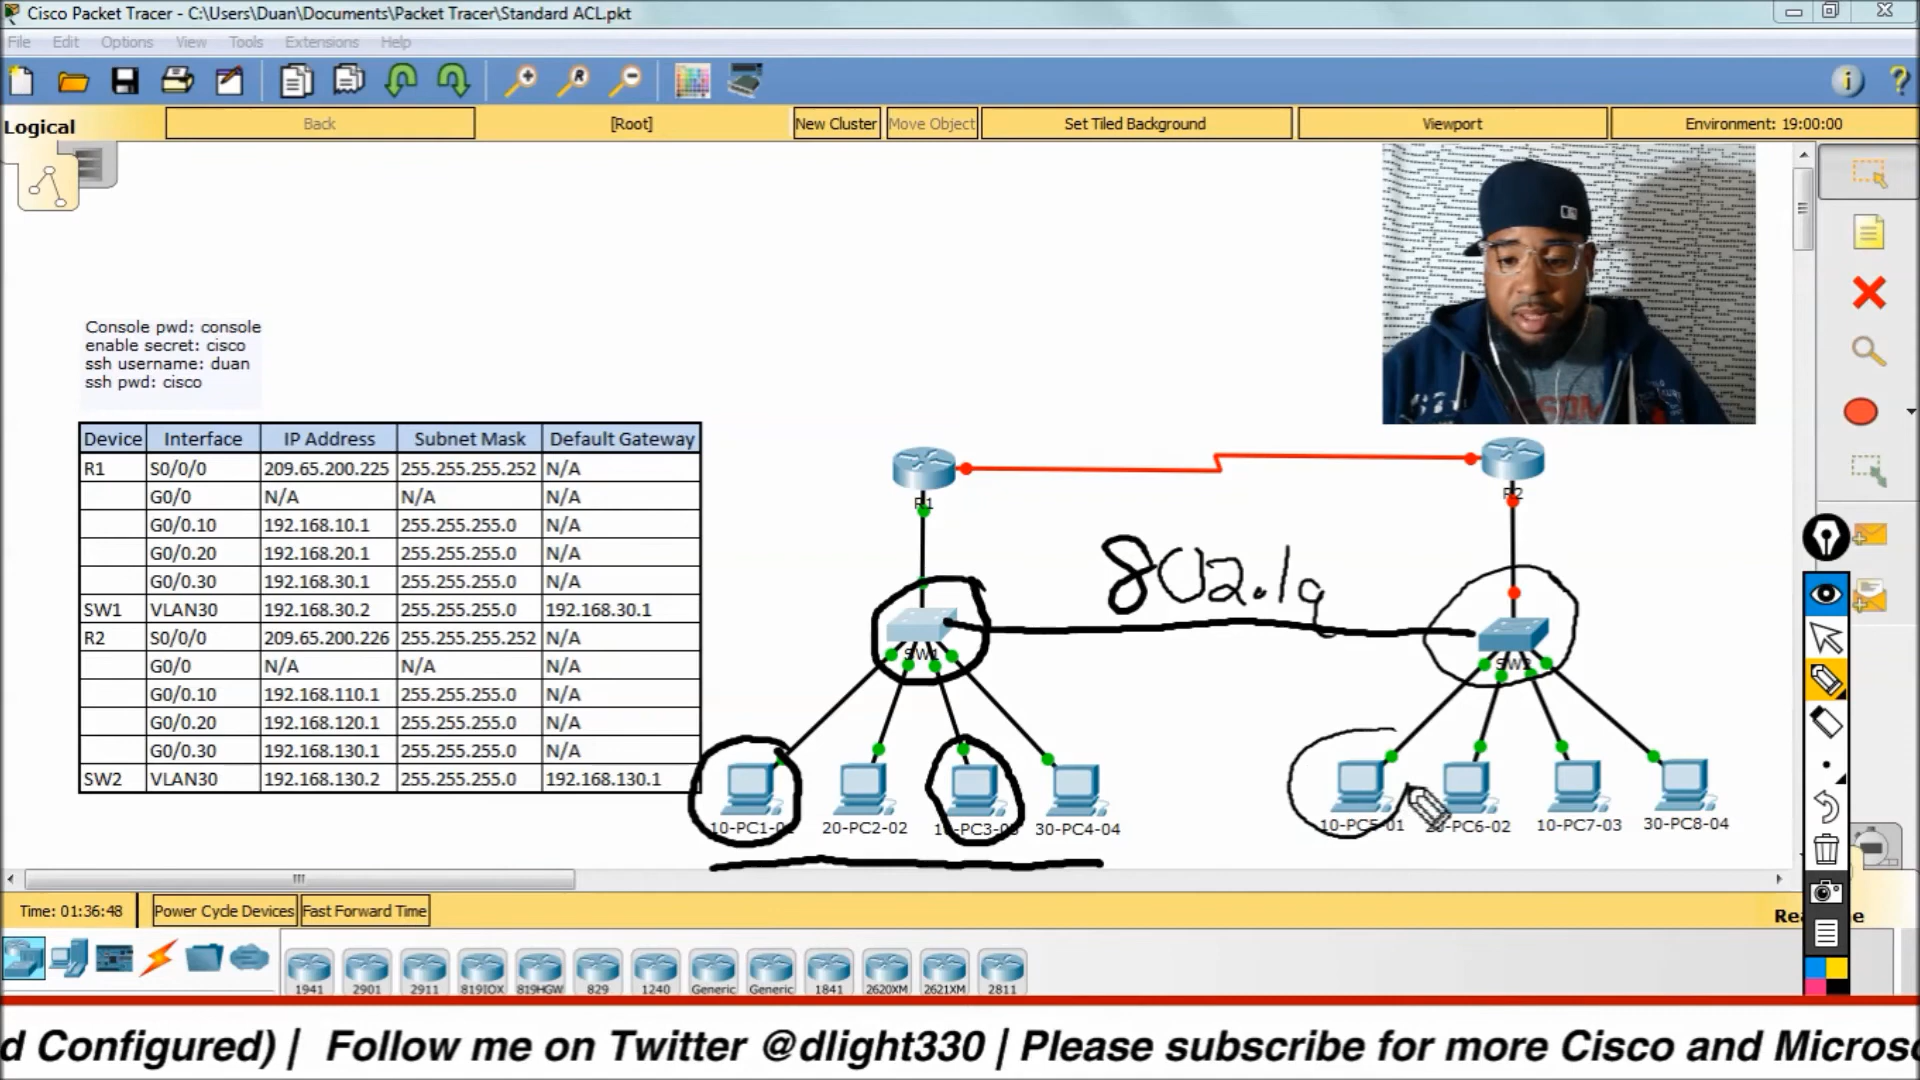 Cisco Packet Tracer - C:\Users\Duan\Documents\Packet Tracer\Standard ACL.pkt
File Edit Options View Tools Extensions Help
Logical Back [Root] New Cluster Move Object Set Tiled Background Viewport Environment: 19:00:00
Console pwd: console
enable secret: cisco
ssh username: duan
ssh pwd: cisco
Device Interface IP Address Subnet Mask Default Gateway
R1 S0/0/0 209.65.200.225 255.255.255.252 N/A
G0/0 N/A N/A N/A
G0/0.10 192.168.10.1 255.255.255.0 N/A
G0/0.20 192.168.20.1 255.255.255.0 N/A
G0/0.30 192.168.30.1 255.255.255.0 N/A
SW1 VLAN30 192.168.30.2 255.255.255.0 192.168.30.1
R2 S0/0/0 209.65.200.226 255.255.255.252 N/A
G0/0 N/A N/A N/A
G0/0.10 192.168.110.1 255.255.255.0 N/A
G0/0.20 192.168.120.1 255.255.255.0 N/A
G0/0.30 192.168.130.1 255.255.255.0 N/A
SW2 VLAN30 192.168.130.2 255.255.255.0 192.168.130.1
R1
R2
802.1q
SW1
SW2
20-PC2-02
30-PC4-04
10-PC5-01
10-PC7-03
30-PC8-04
Time: 01:36:48 Power Cycle Devices Fast Forward Time
1941 2901 2911 819IOX 819HGW 829 1240 Generic Generic 1841 2620XM 2621XM 2811
d Configured) | Follow me on Twitter @dlight330 | Please subscribe for more Cisco and Micros